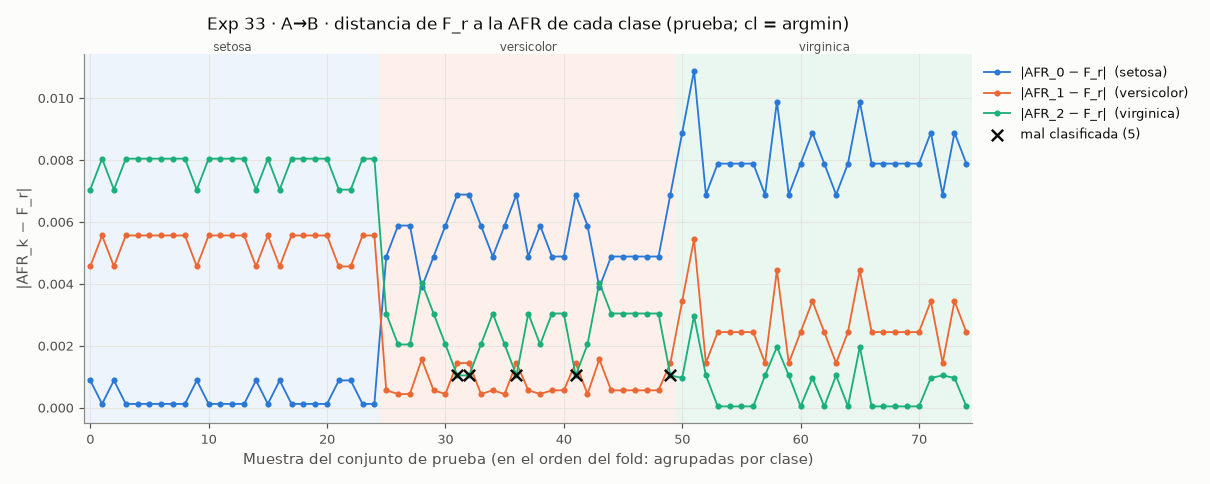 Exp 33 · A→B · distancia de F_r a la AFR de cada clase (prueba; cl = argmin)
setosa versicolor virginica
|AFR_0 − F_r| (setosa)
|AFR_1 − F_r| (versicolor)
|AFR_2 − F_r| (virginica)
mal clasificada (5)
|AFR_k − F_r|
0.010
0.008
0.006
0.004
0.002
0.000
0 10 20 30 40 50 60 70
Muestra del conjunto de prueba (en el orden del fold: agrupadas por clase)